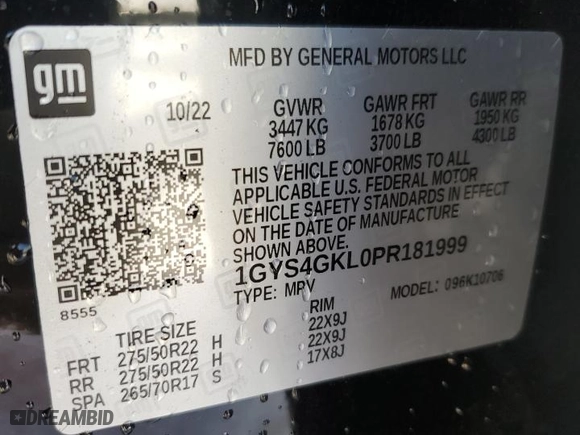 gm
MFD BY GENERAL MOTORS LLC
10/22 GVWR GAWR FRT GAWR RR
3447 KG 1678 KG 1950 KG
7600 LB 3700 LB 4300 LB
THIS VEHICLE CONFORMS TO ALL
APPLICABLE U.S. FEDERAL MOTOR
VEHICLE SAFETY STANDARDS IN EFFECT
ON THE DATE OF MANUFACTURE
SHOWN ABOVE.
1GYS4GKL0PR181999
8555 TYPE: MPV MODEL: 096K10706
TIRE SIZE RIM
FRT 275/50R22 H 22X9J
RR 275/50R22 H 22X9J
SPA 265/70R17 S 17X8J
DREAMBID